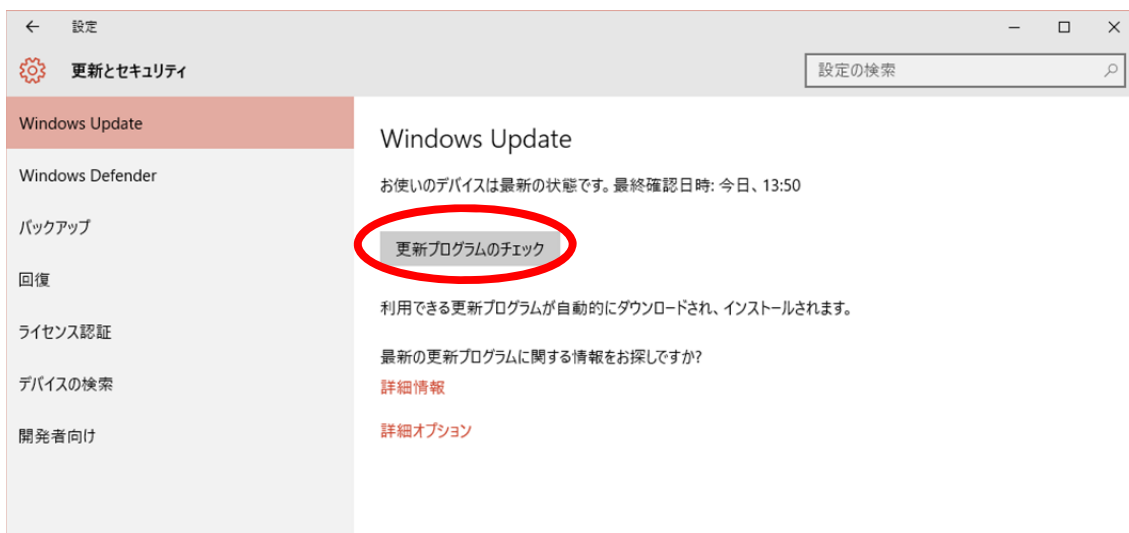 設定
更新とセキュリティ
設定の検索
Windows Update
Windows Defender
バックアップ
回復
ライセンス認証
デバイスの検索
開発者向け
Windows Update
お使いのデバイスは最新の状態です。最終確認日時: 今日、13:50
更新プログラムのチェック
利用できる更新プログラムが自動的にダウンロードされ、インストールされます。
最新の更新プログラムに関する情報をお探しですか?
詳細情報
詳細オプション